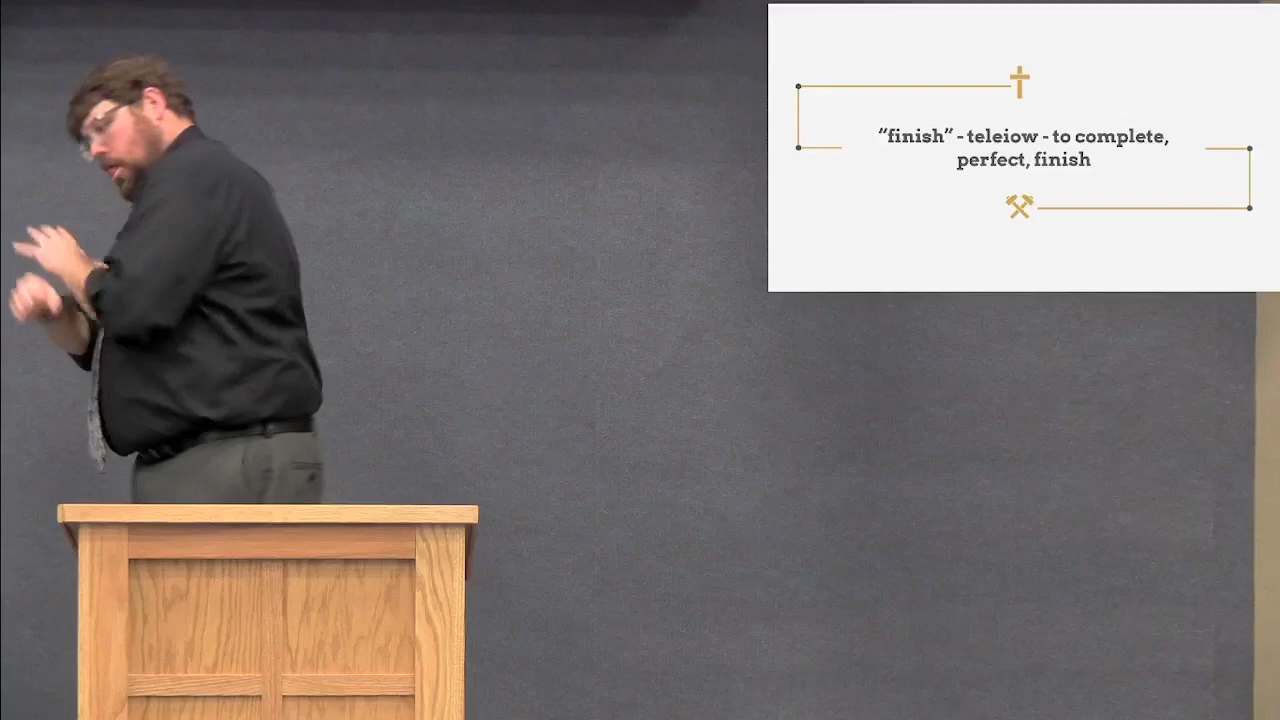 “finish” - teleiow - to complete,
perfect, finish